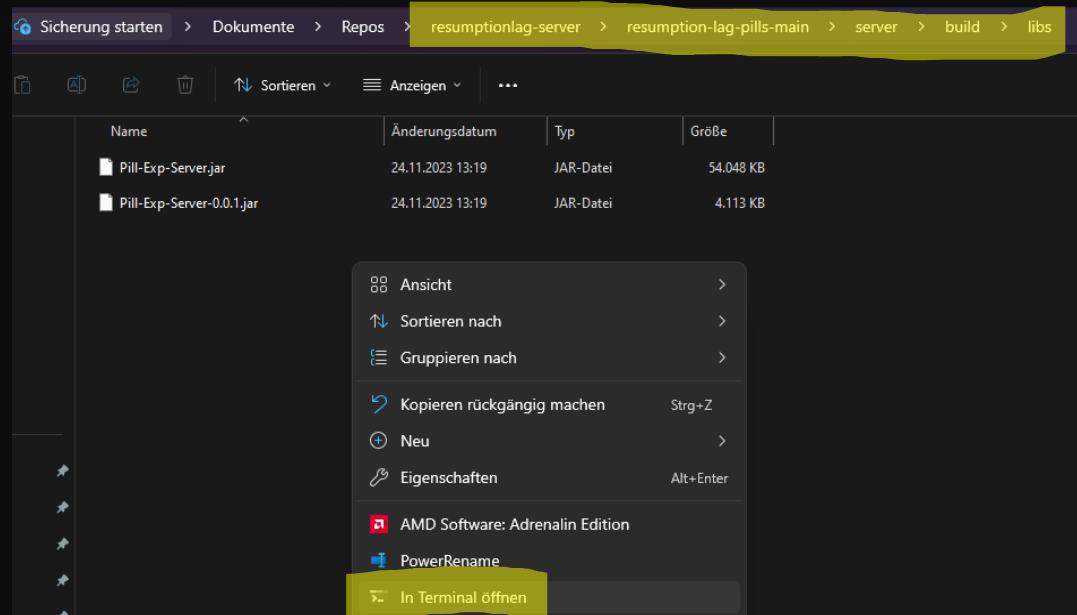 Sicherung starten > Dokumente > Repos > resumptionlag-server > resumption-lag-pills-main > server > build > libs
Sortieren Anzeigen ...
Name Änderungsdatum Typ Größe
Pill-Exp-Server.jar 24.11.2023 13:19 JAR-Datei 54.048 KB
Pill-Exp-Server-0.0.1.jar 24.11.2023 13:19 JAR-Datei 4.113 KB
Ansicht
Sortieren nach
Gruppieren nach
Kopieren rückgängig machen Strg+Z
Neu
Eigenschaften Alt+Enter
AMD Software: Adrenalin Edition
PowerRename
In Terminal öffnen